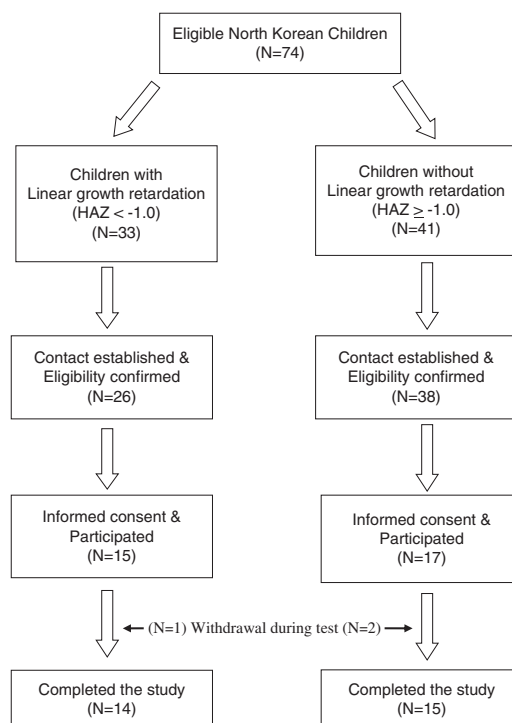 Eligible North Korean Children
(N=74)
Children with
Linear growth retardation
(HAZ < -1.0)
(N=33)
Children without
Linear growth retardation
(HAZ ≥ -1.0)
(N=41)
Contact established &
Eligibility confirmed
(N=26)
Contact established &
Eligibility confirmed
(N=38)
Informed consent &
Participated
(N=15)
Informed consent &
Participated
(N=17)
(N=1) Withdrawal during test (N=2)
Completed the study
(N=14)
Completed the study
(N=15)